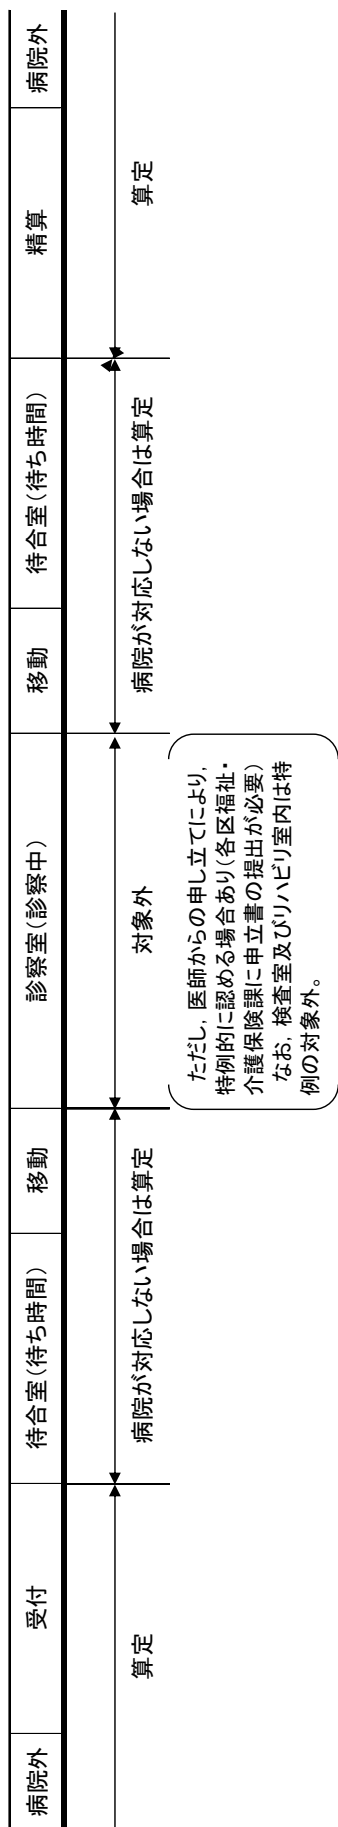 病院外
受付
待合室（待ち時間）
移動
診察室（診察中）
移動
待合室（待ち時間）
精算
病院外
算定
病院が対応しない場合は算定
対象外
病院が対応しない場合は算定
算定
ただし，医師からの申し立てにより，
特例的に認める場合あり（各区福祉・
介護保険課に申立書の提出が必要）
なお，検査室及びリハビリ室内は特
例の対象外。